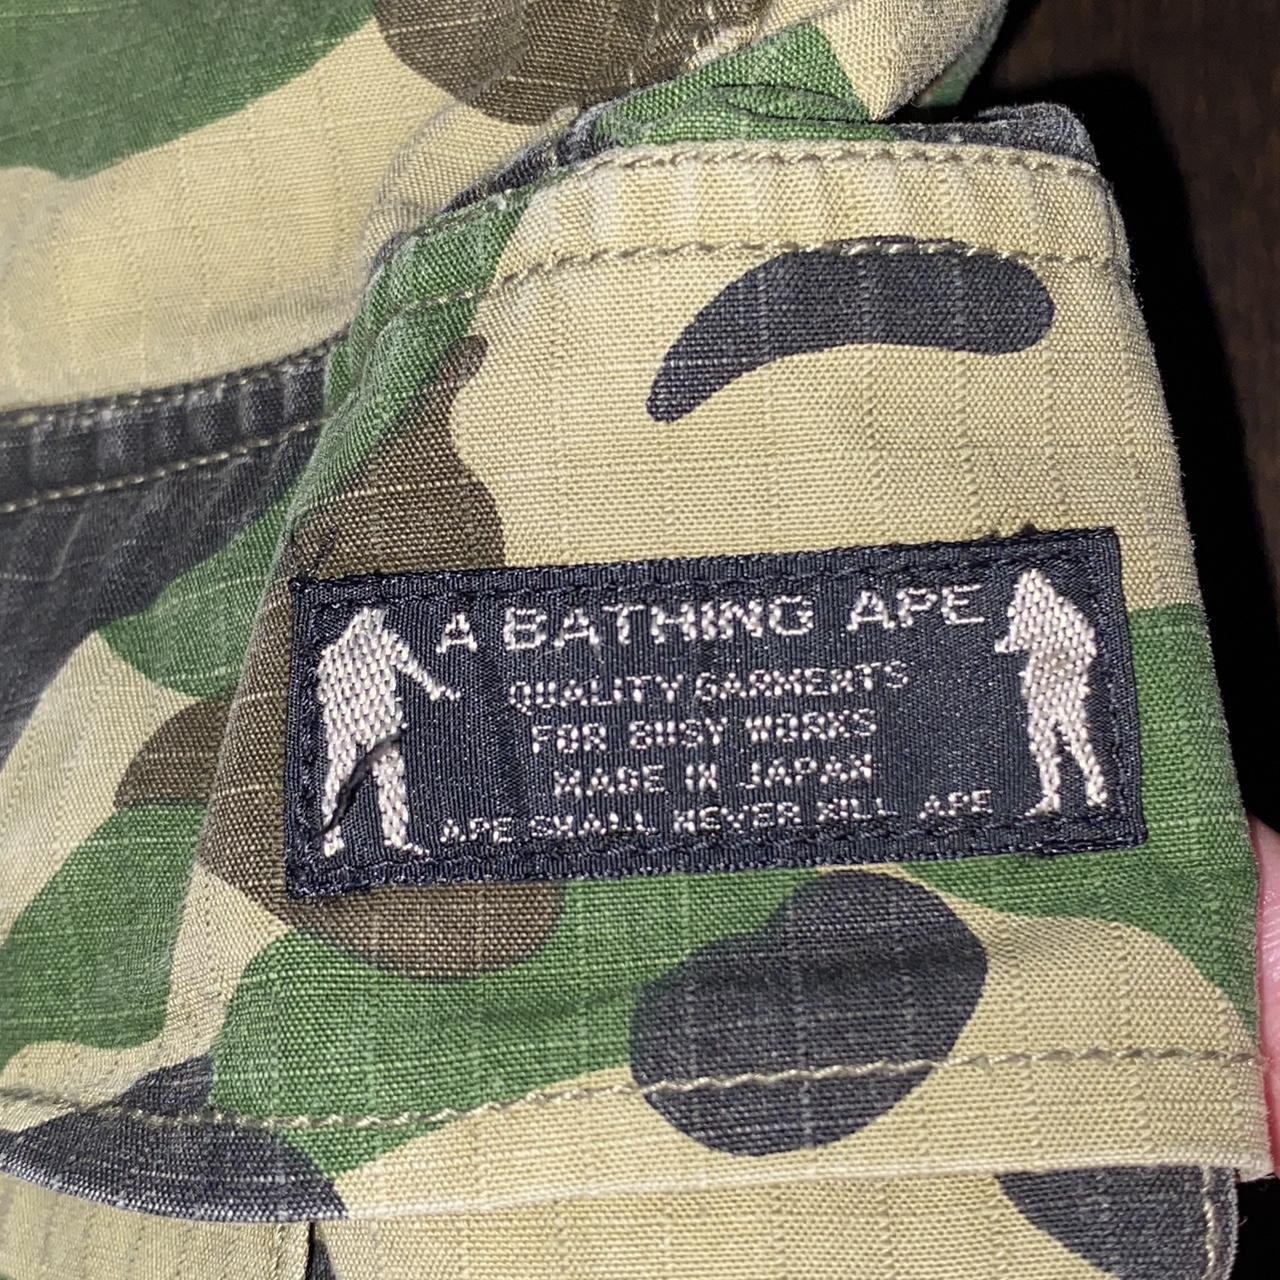 A BATHING APE
QUALITY GARMENTS
FOR BUSY WORKS
MADE IN JAPAN
APE SHALL NEVER KILL APE